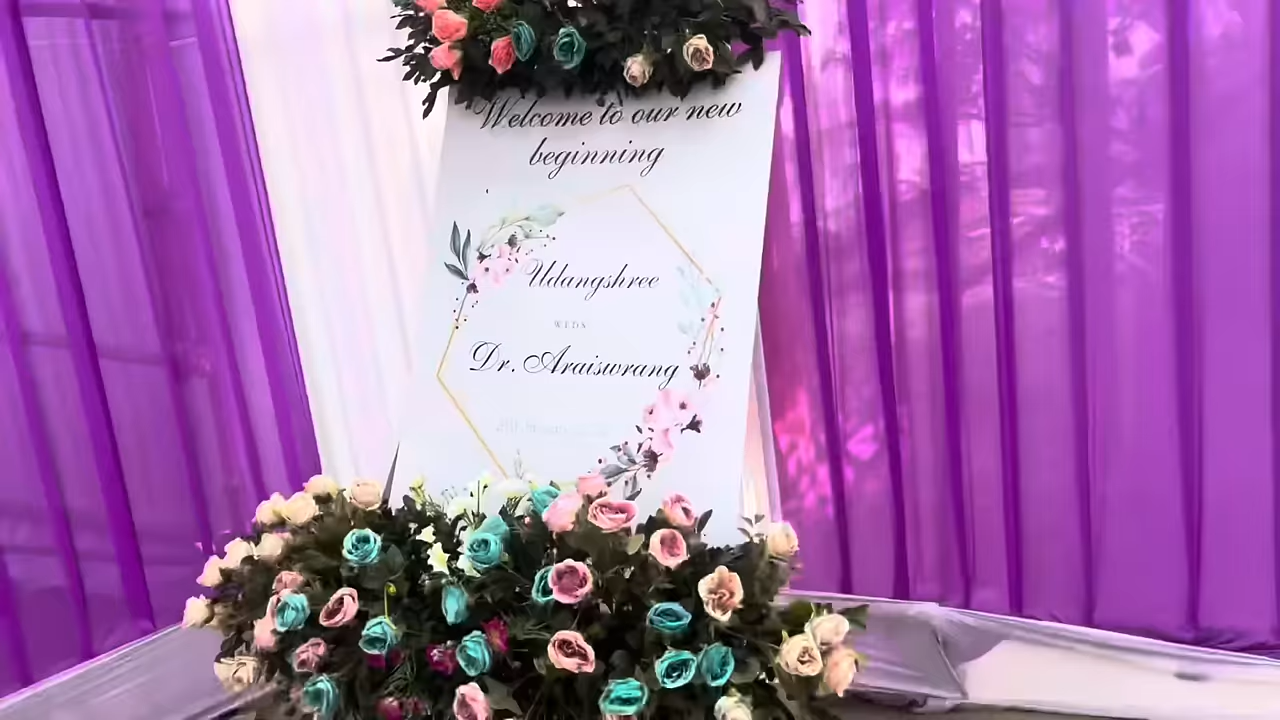 Welcome to our new
beginning
Udangshree
WEDS
Dr. Araiswrang